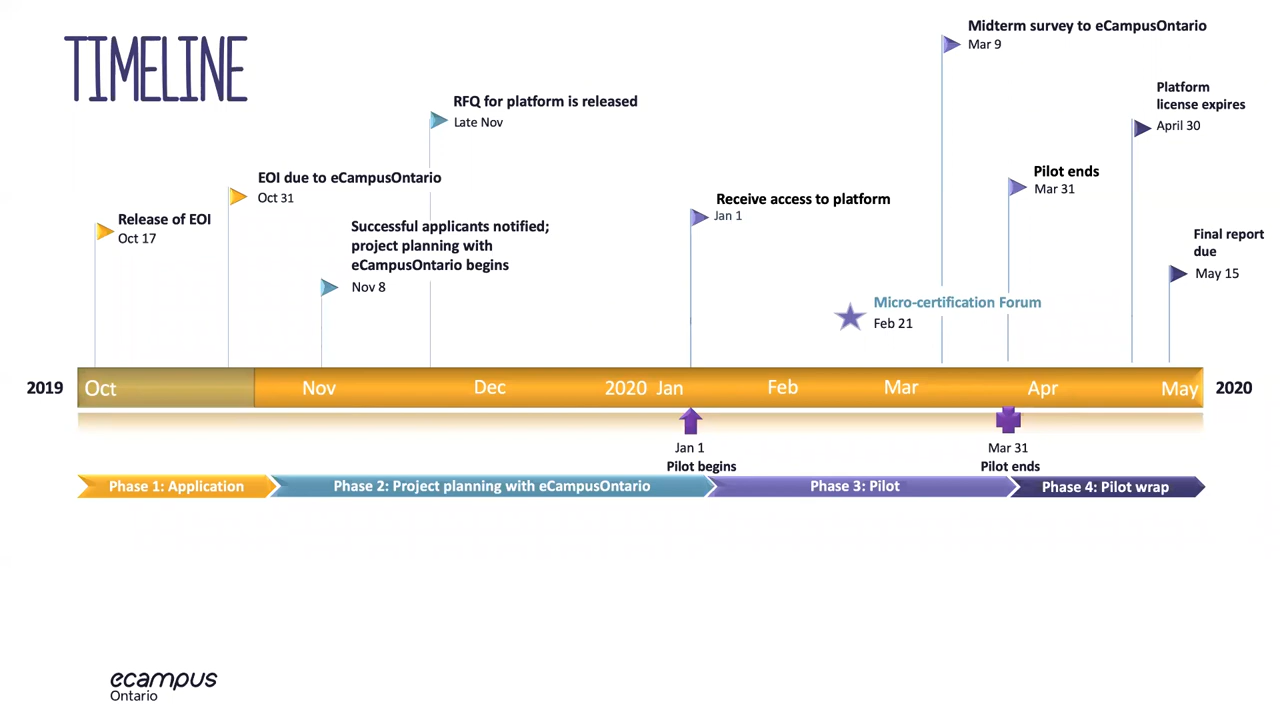 TIMELINE
Midterm survey to eCampusOntario
Mar 9
Platform
license expires
April 30
RFQ for platform is released
Late Nov
EOI due to eCampusOntario
Oct 31
Pilot ends
Mar 31
Receive access to platform
Jan 1
Release of EOI
Oct 17
Successful applicants notified;
project planning with
eCampusOntario begins
Nov 8
Final report
due
May 15
Micro-certification Forum
Feb 21
2019 Oct Nov Dec 2020 Jan Feb Mar Apr May 2020
Jan 1
Pilot begins
Mar 31
Pilot ends
Phase 1: Application
Phase 2: Project planning with eCampusOntario
Phase 3: Pilot
Phase 4: Pilot wrap
ecampus
Ontario